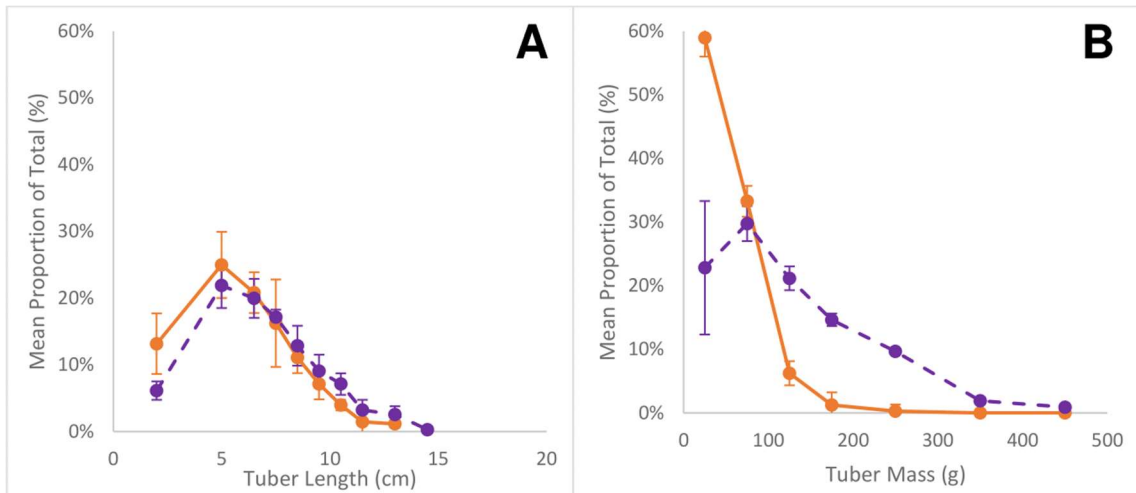 A
60%
50%
40%
30%
20%
10%
0%
0 5 10 15 20
Mean Proportion of Total (%)
Tuber Length (cm)
B
60%
50%
40%
30%
20%
10%
0%
0 100 200 300 400 500
Mean Proportion of Total (%)
Tuber Mass (g)